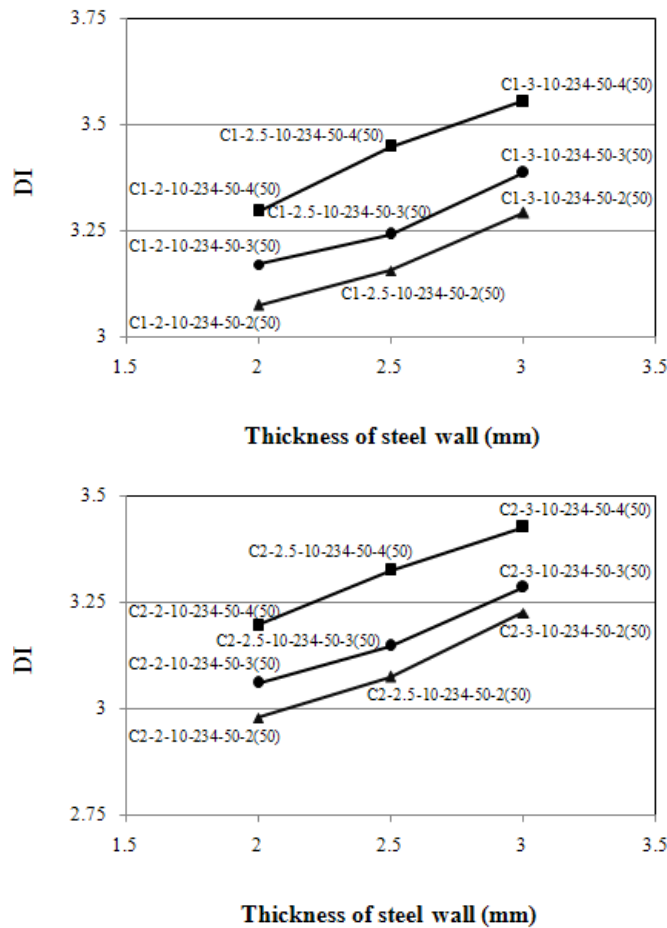 3.75
C1-3-10-234-50-4(50)
3.5
C1-2.5-10-234-50-4(50)
C1-3-10-234-50-3(50)
DI
C1-2-10-234-50-4(50)
C1-3-10-234-50-2(50)
C1-2.5-10-234-50-3(50)
3.25
C1-2-10-234-50-3(50)
C1-2.5-10-234-50-2(50)
C1-2-10-234-50-2(50)
3
1.5 2 2.5 3 3.5
Thickness of steel wall (mm)
3.5
C2-3-10-234-50-4(50)
C2-2.5-10-234-50-4(50)
C2-3-10-234-50-3(50)
3.25
C2-2-10-234-50-4(50)
C2-3-10-234-50-2(50)
C2-2.5-10-234-50-3(50)
DI
C2-2-10-234-50-3(50)
3
C2-2.5-10-234-50-2(50)
C2-2-10-234-50-2(50)
2.75
1.5 2 2.5 3 3.5
Thickness of steel wall (mm)